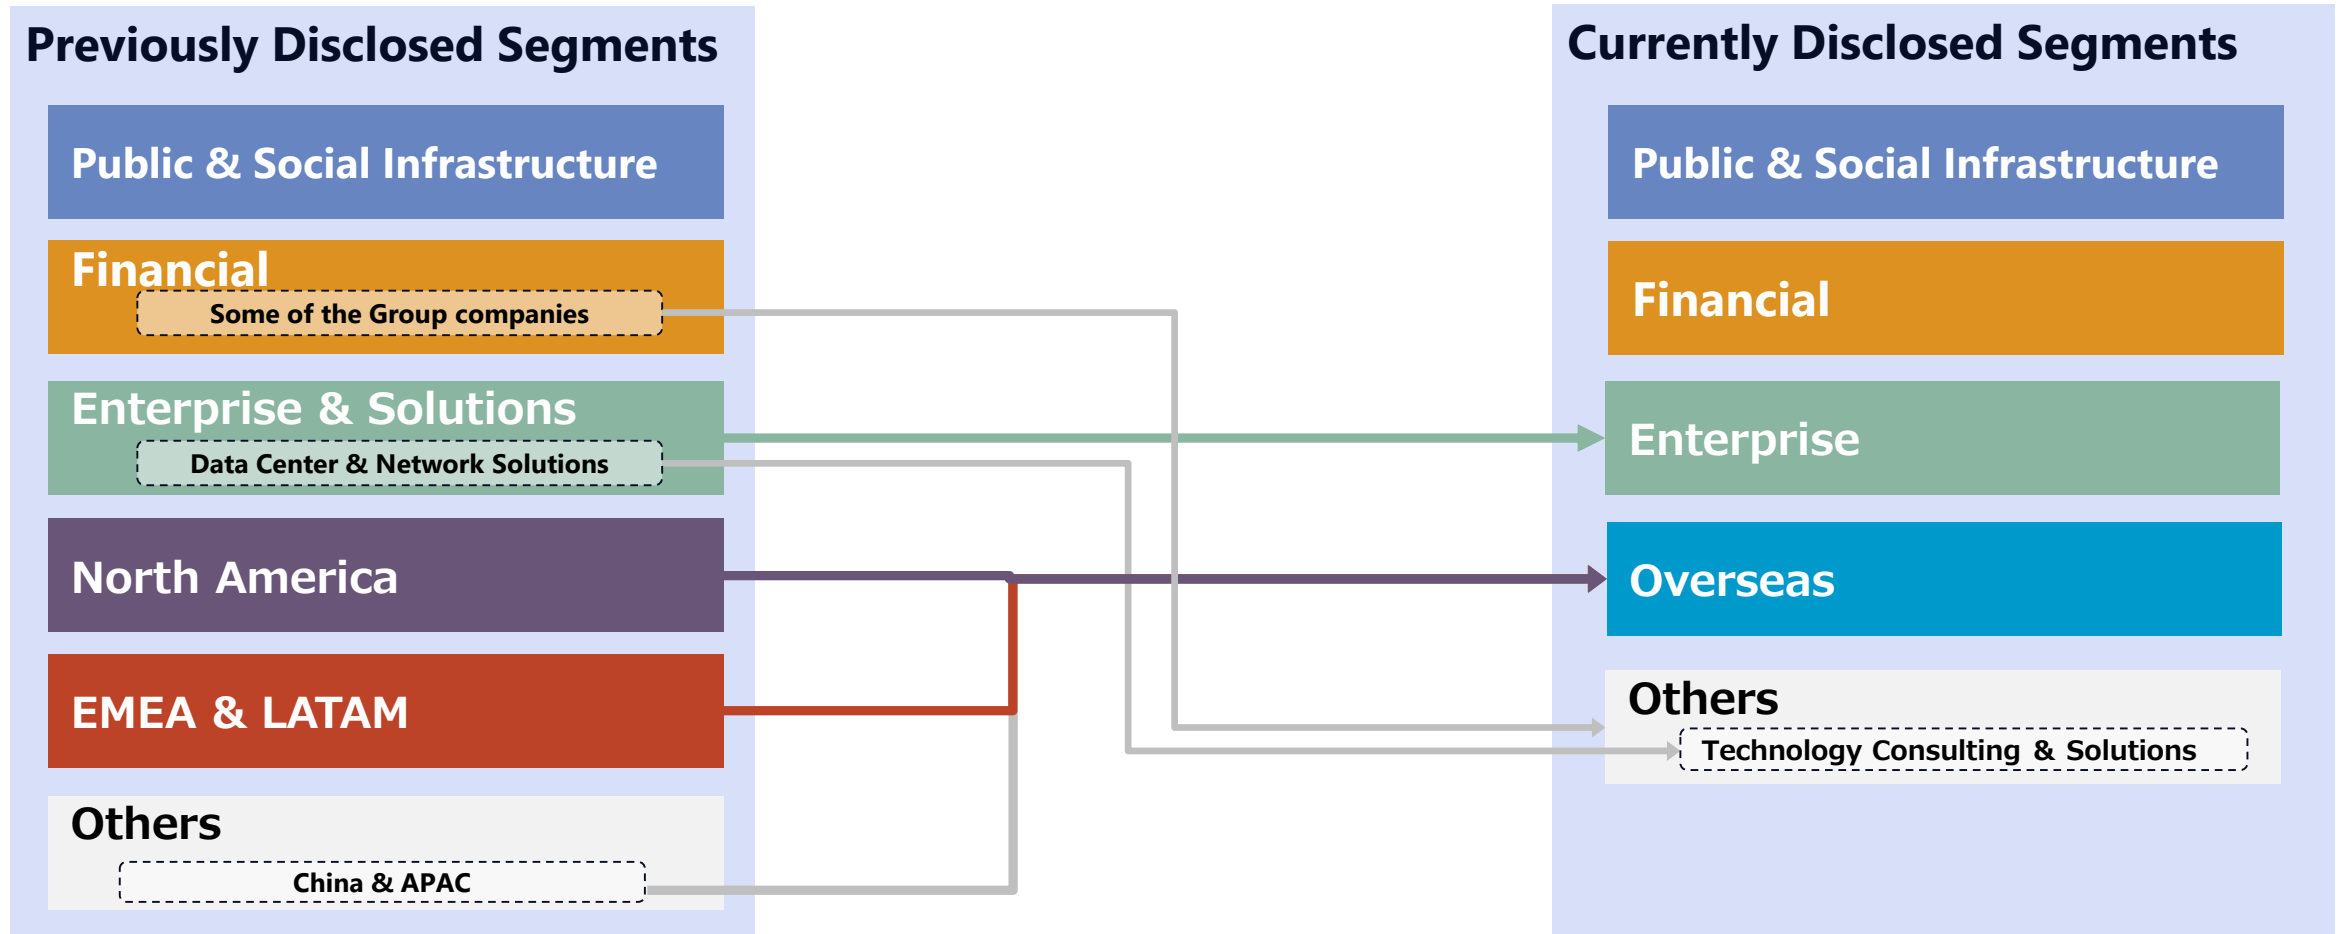 Previously Disclosed Segments
Public & Social Infrastructure
Financial
Some of the Group companies
Enterprise & Solutions
Data Center & Network Solutions
North America
EMEA & LATAM
Others
China & APAC
Currently Disclosed Segments
Public & Social Infrastructure
Financial
Enterprise
Overseas
Others
Technology Consulting & Solutions